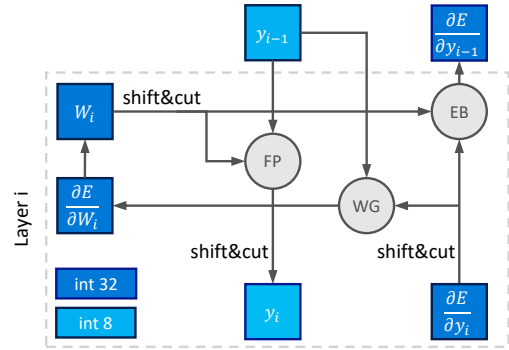 y_{i−1}
∂E/∂y_{i−1}
shift&cut
W_i
EB
FP
∂E/∂W_i
WG
Layer i
shift&cut
shift&cut
int 32
int 8
y_i
∂E/∂y_i